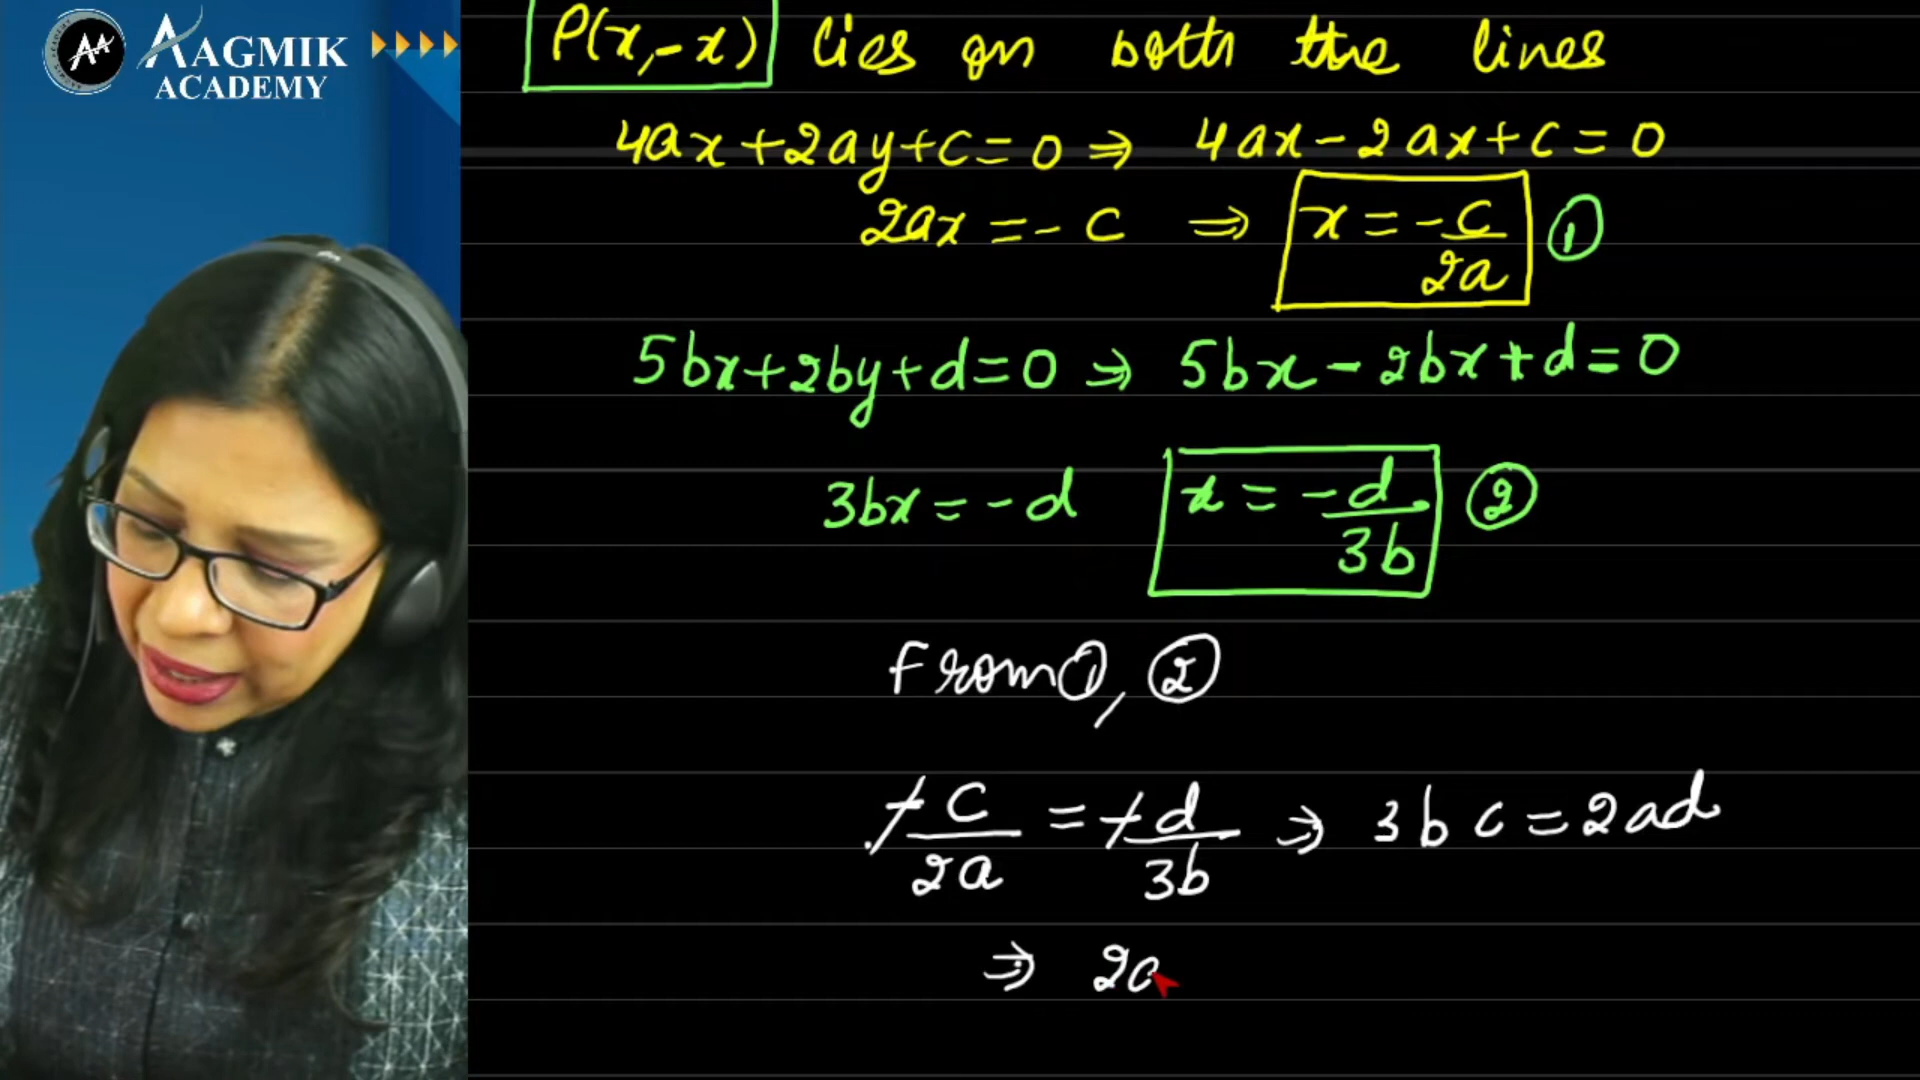 AAGMIK
ACADEMY
P(x,-x) lies on both the lines
4ax+2ay+c=0 ⇒ 4ax-2ax+c=0
2ax=-c ⇒ x=-c/2a ①
5bx+2by+d=0 ⇒ 5bx-2bx+d=0
3bx=-d x=-d/3b ②
From ①, ②
-c/2a=-d/3b ⇒ 3bc=2ad
⇒ 2a